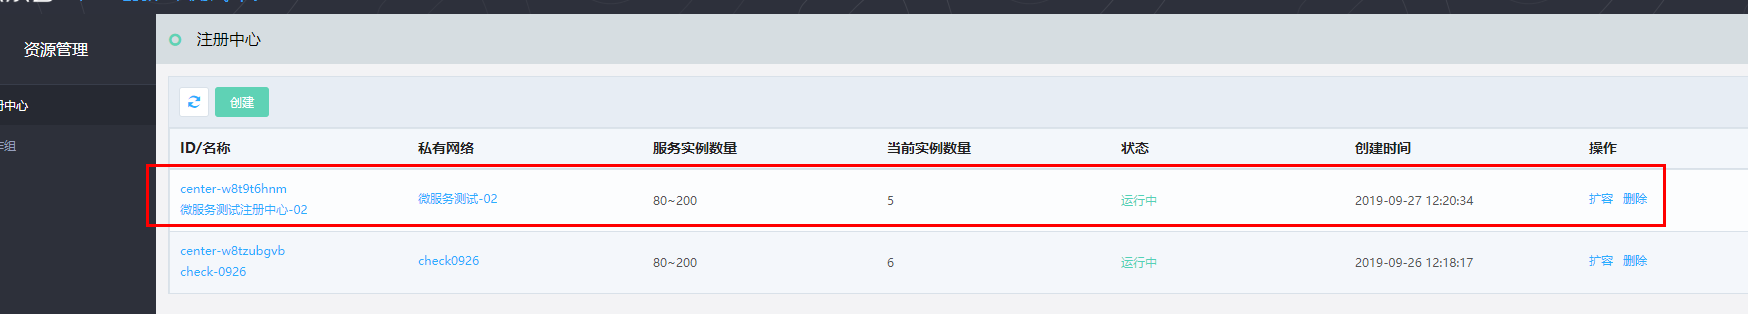 资源管理
注册中心
册中心
作组
创建
ID/名称 私有网络 服务实例数量 当前实例数量 状态 创建时间 操作
center-w8t9t6hnm
微服务测试注册中心-02 微服务测试-02 80~200 5 运行中 2019-09-27 12:20:34 扩容 删除
center-w8tzubgvb
check-0926 check0926 80~200 6 运行中 2019-09-26 12:18:17 扩容 删除